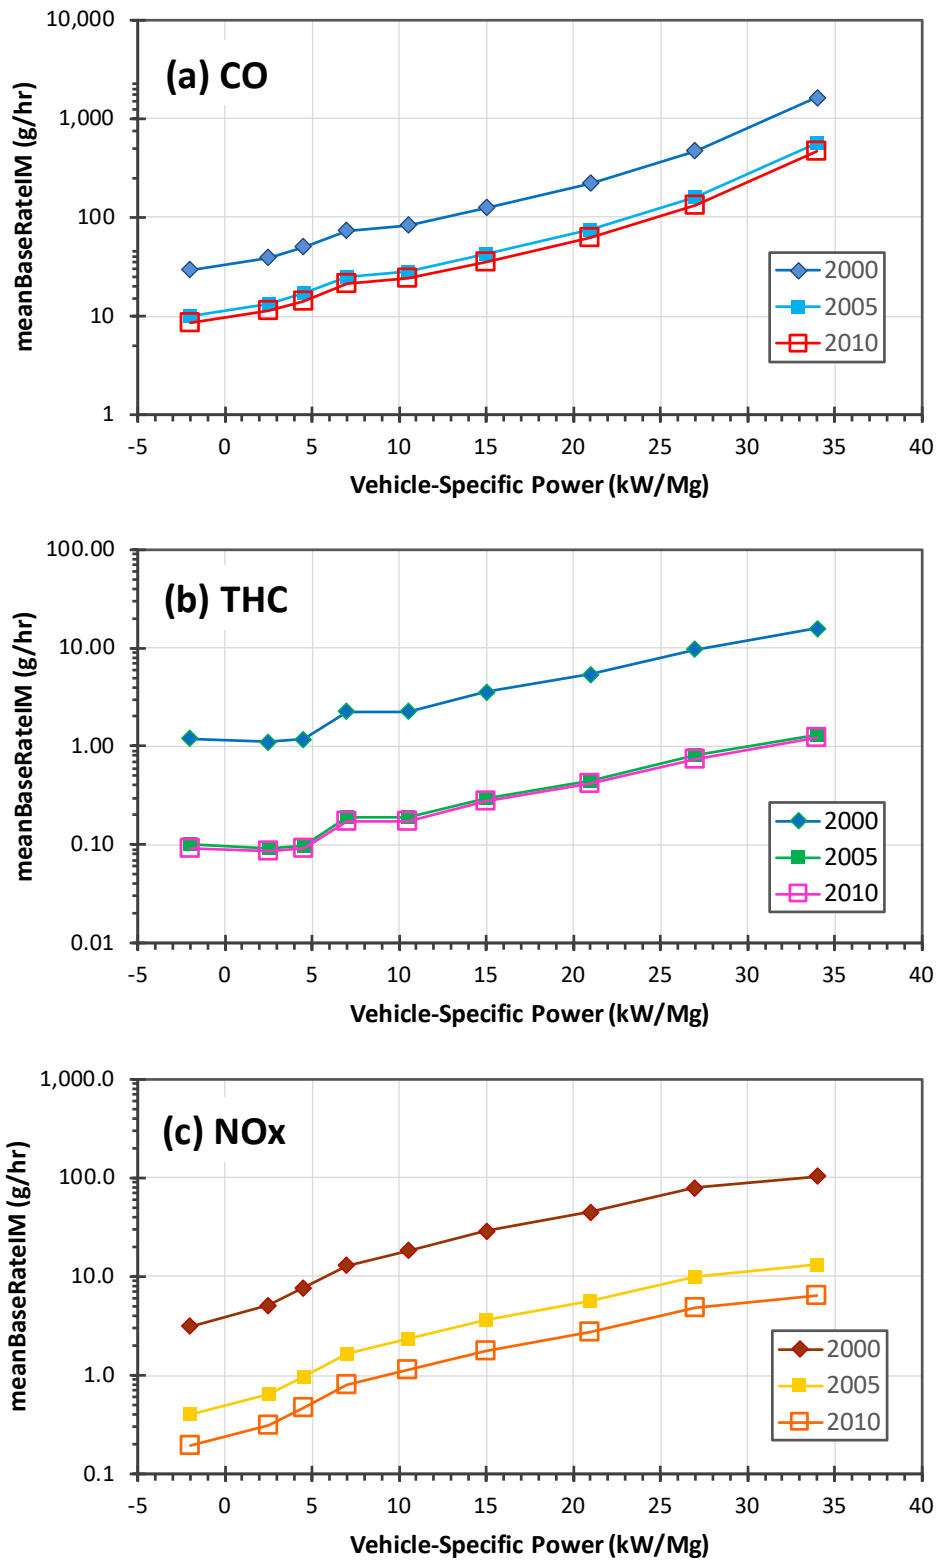 (a) CO
meanBaseRateIM (g/hr)
10,000
1,000
100
10
1
2000
2005
2010
-5 0 5 10 15 20 25 30 35 40
Vehicle-Specific Power (kW/Mg)
(b) THC
meanBaseRateIM (g/hr)
100.00
10.00
1.00
0.10
0.01
2000
2005
2010
-5 0 5 10 15 20 25 30 35 40
Vehicle-Specific Power (kW/Mg)
(c) NOx
meanBaseRateIM (g/hr)
1,000.0
100.0
10.0
1.0
0.1
2000
2005
2010
-5 0 5 10 15 20 25 30 35 40
Vehicle-Specific Power (kW/Mg)